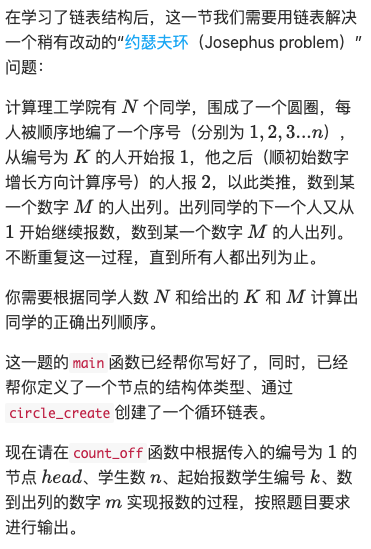 在学习了链表结构后，这一节我们需要用链表解决
一个稍有改动的“约瑟夫环（Josephus problem）”
问题：
计算理工学院有 N 个同学，围成了一个圆圈，每
人被顺序地编了一个序号（分别为 1, 2, 3...n），
从编号为 K 的人开始报 1，他之后（顺初始数字
增长方向计算序号）的人报 2，以此类推，数到某
一个数字 M 的人出列。出列同学的下一个人又从
1 开始继续报数，数到某一个数字 M 的人出列。
不断重复这一过程，直到所有人都出列为止。
你需要根据同学人数 N 和给出的 K 和 M 计算出
同学的正确出列顺序。
这一题的 main 函数已经帮你写好了，同时，已经
帮你定义了一个节点的结构体类型、通过
circle_create 创建了一个循环链表。
现在请在 count_off 函数中根据传入的编号为 1 的
节点 head、学生数 n、起始报数学生编号 k、数
到出列的数字 m 实现报数的过程，按照题目要求
进行输出。